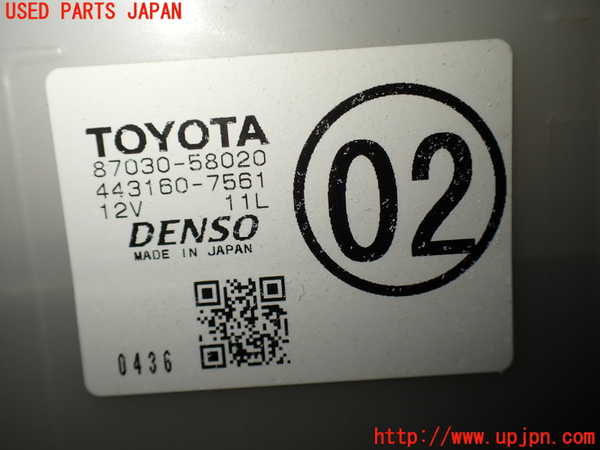 USED PARTS JAPAN
TOYOTA
87030-58020
443160-7561
12V 11L
DENSO
MADE IN JAPAN
02
0436
http://www.upjpn.com/